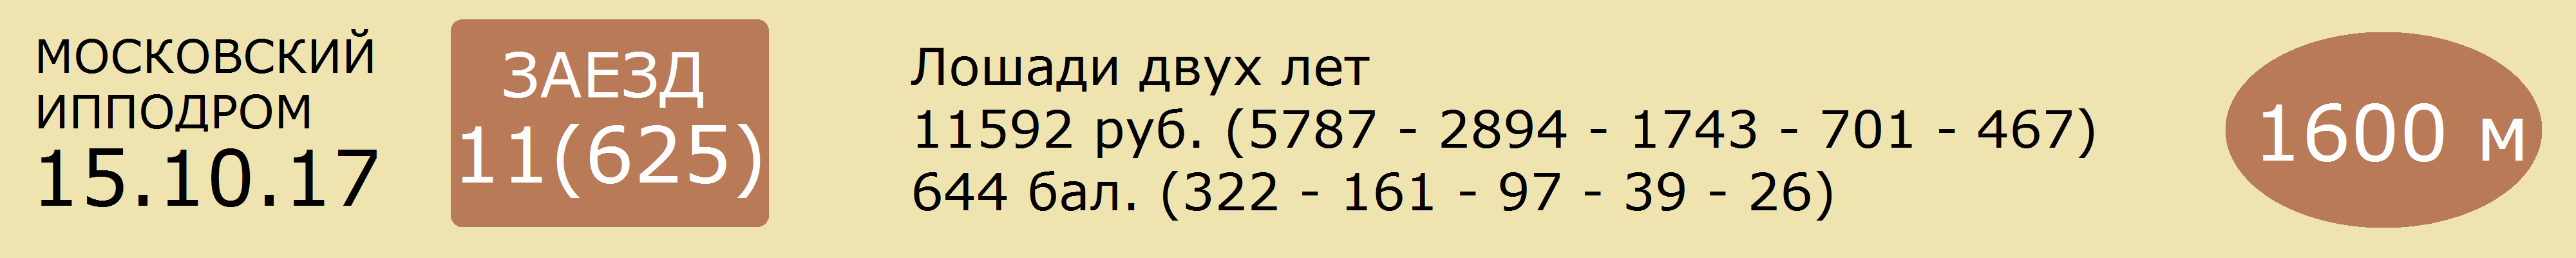 МОСКОВСКИЙ
ИППОДРОМ
15.10.17
ЗАЕЗД
11(625)
Лошади двух лет
11592 руб. (5787 - 2894 - 1743 - 701 - 467)
644 бал. (322 - 161 - 97 - 39 - 26)
1600 м